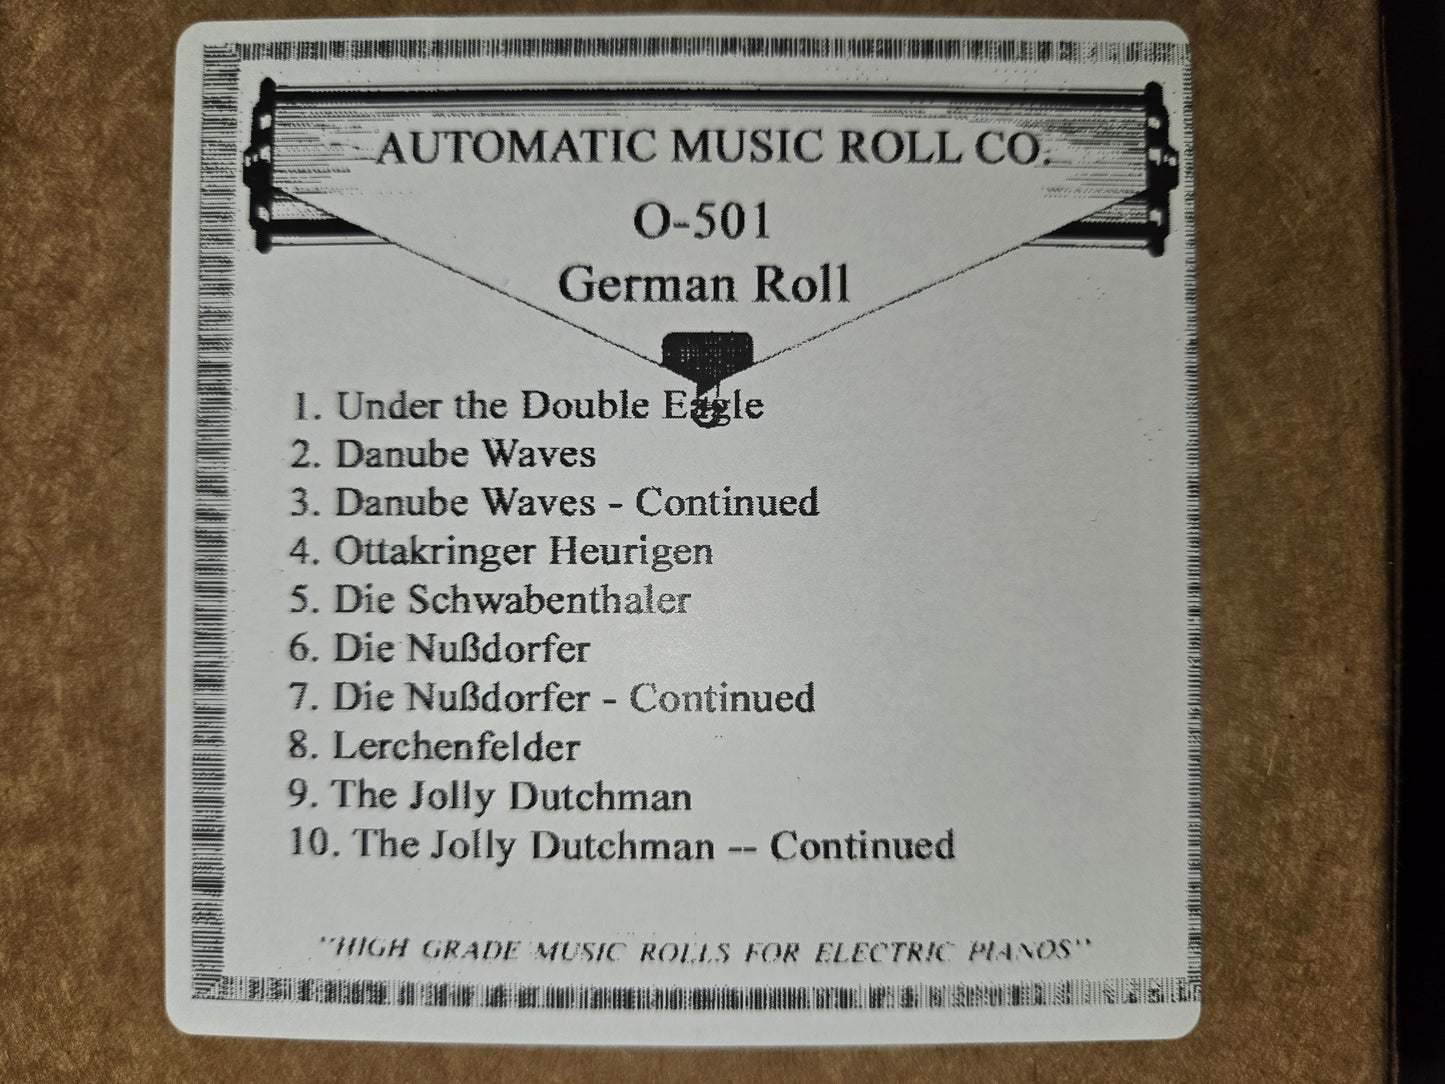 AUTOMATIC MUSIC ROLL CO.
O-501
German Roll
1. Under the Double Eagle
2. Danube Waves
3. Danube Waves - Continued
4. Ottakringer Heurigen
5. Die Schwabenthaler
6. Die Nußdorfer
7. Die Nußdorfer - Continued
8. Lerchenfelder
9. The Jolly Dutchman
10. The Jolly Dutchman -- Continued
"HIGH GRADE MUSIC ROLLS FOR ELECTRIC PIANOS"